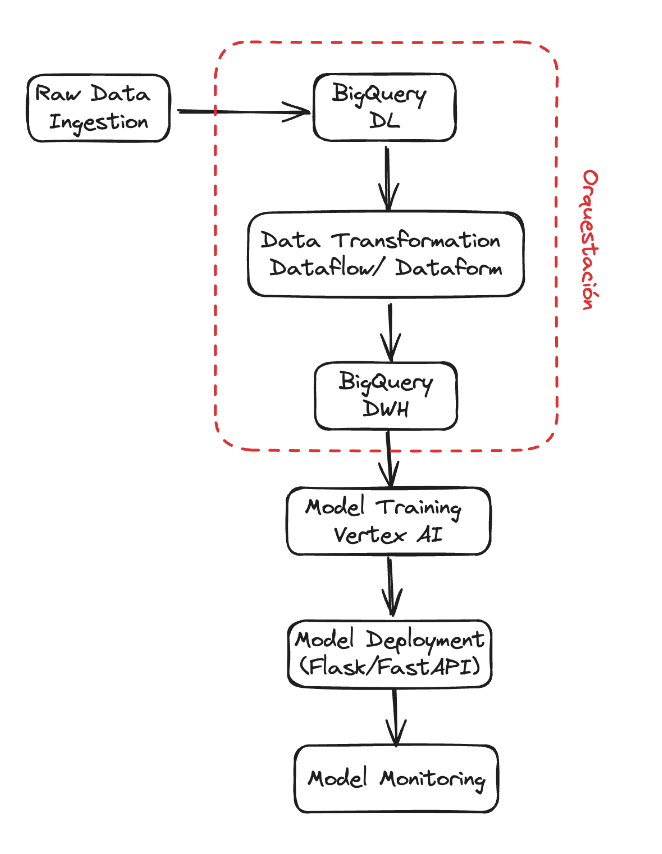 Raw Data
Ingestion
BigQuery
DL
Orquestación
Data Transformation
Dataflow/ Dataform
BigQuery
DWH
Model Training
Vertex AI
Model Deployment
(Flask/FastAPI)
Model Monitoring